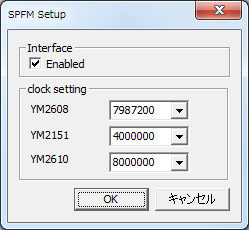 SPFM Setup
Interface
Enabled
clock setting
YM2608 7987200
YM2151 4000000
YM2610 8000000
OK キャンセル